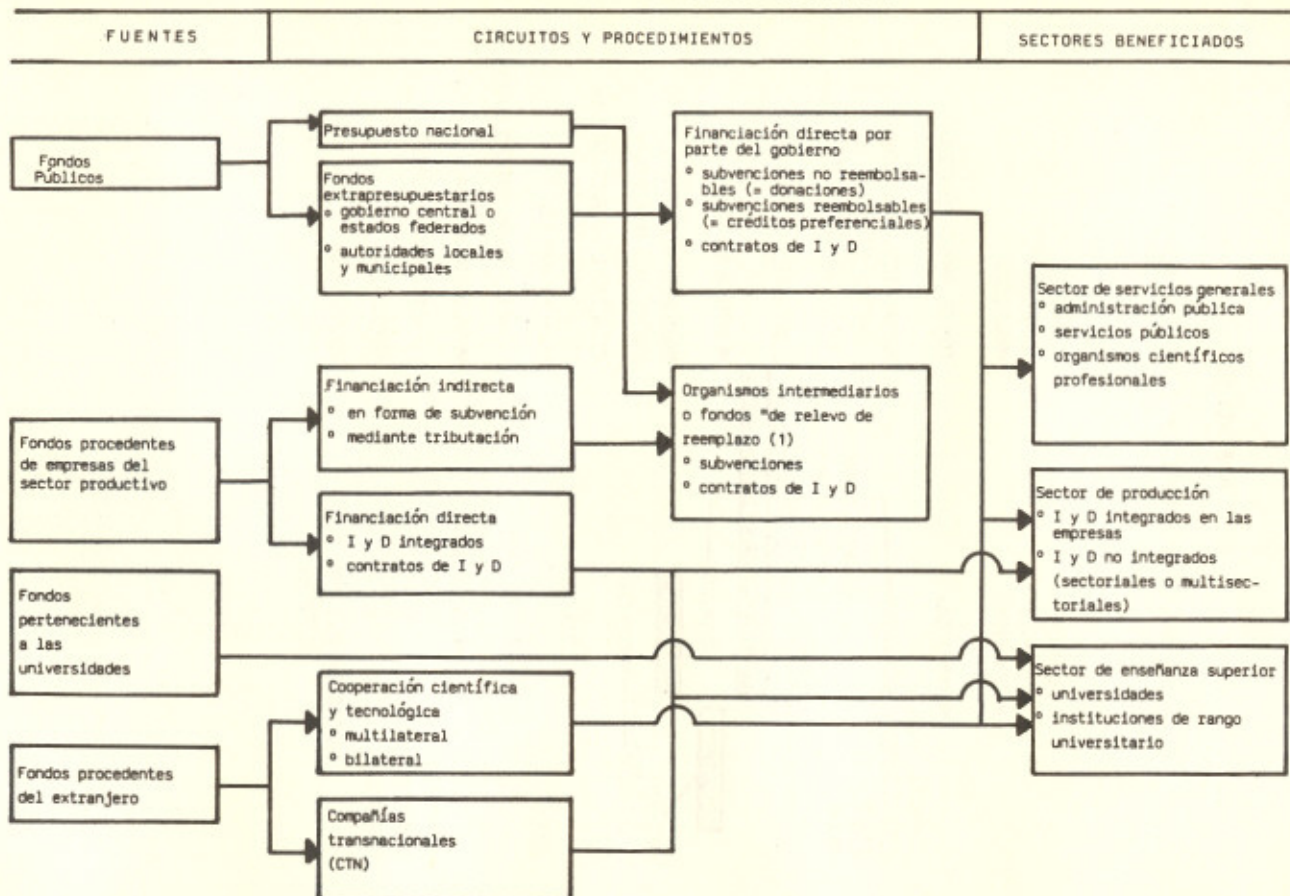 FUENTES
CIRCUITOS Y PROCEDIMIENTOS
SECTORES BENEFICIADOS
Fondos
Públicos
Presupuesto nacional
Fondos
extrapresupuestarios
° gobierno central o
estados federados
° autoridades locales
y municipales
Financiación directa por
parte del gobierno
° subvenciones no reembolsa-
bles (= donaciones)
° subvenciones reembolsables
(= créditos preferenciales)
° contratos de I y D
Sector de servicios generales
° administración pública
° servicios públicos
° organismos científicos
profesionales
Fondos procedentes
de empresas del
sector productivo
Financiación indirecta
° en forma de subvención
° mediante tributación
Organismos intermediarios
o fondos "de relevo de
reemplazo (1)
° subvenciones
° contratos de I y D
Financiación directa
° I y D integrados
° contratos de I y D
Sector de producción
° I y D integrados en las
empresas
° I y D no integrados
(sectoriales o multisec-
toriales)
Fondos
pertenecientes
a las
universidades
Sector de enseñanza superior
° universidades
° instituciones de rango
universitario
Fondos procedentes
del extranjero
Cooperación científica
y tecnológica
° multilateral
° bilateral
Compañías
transnacionales
(CTN)